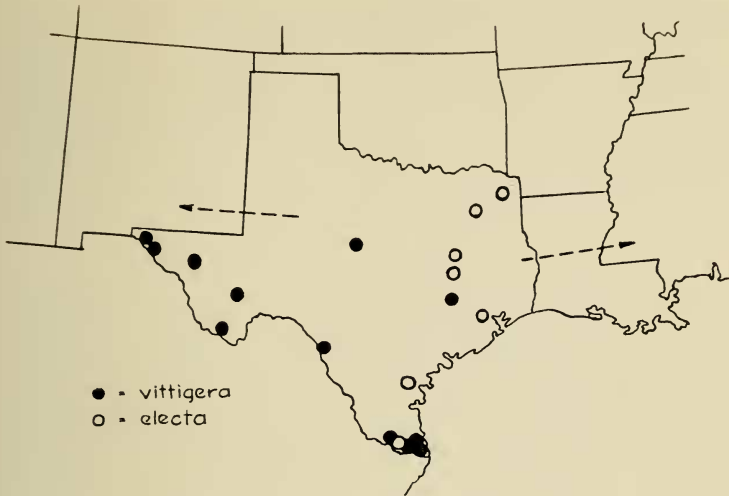 ● = vittigera
○ = electa